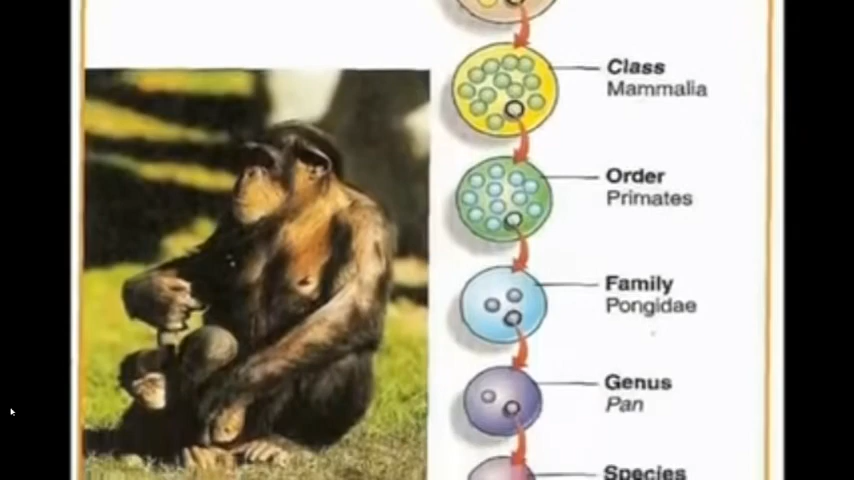 Class
Mammalia
Order
Primates
Family
Pongidae
Genus
Pan
Species